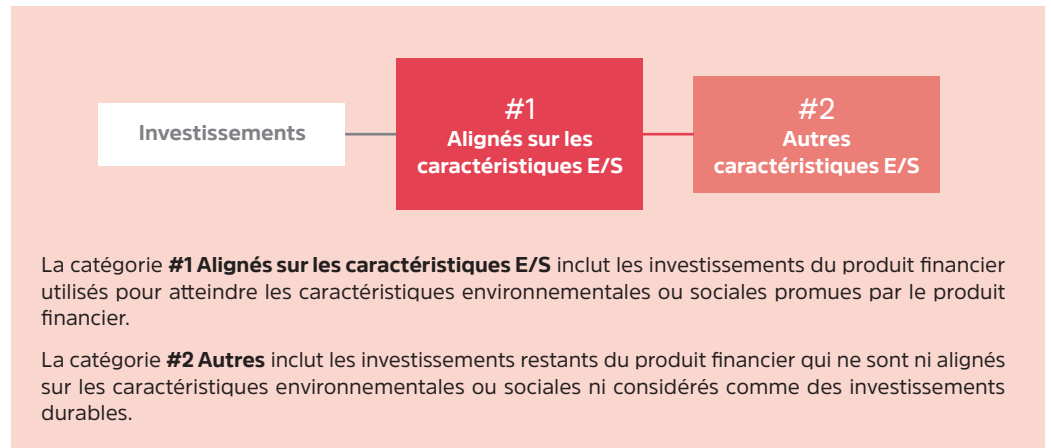 Investissements
#1
Alignés sur les
caractéristiques E/S
#2
Autres
caractéristiques E/S
La catégorie #1 Alignés sur les caractéristiques E/S inclut les investissements du produit financier
utilisés pour atteindre les caractéristiques environnementales ou sociales promues par le produit
financier.
La catégorie #2 Autres inclut les investissements restants du produit financier qui ne sont ni alignés
sur les caractéristiques environnementales ou sociales ni considérés comme des investissements
durables.